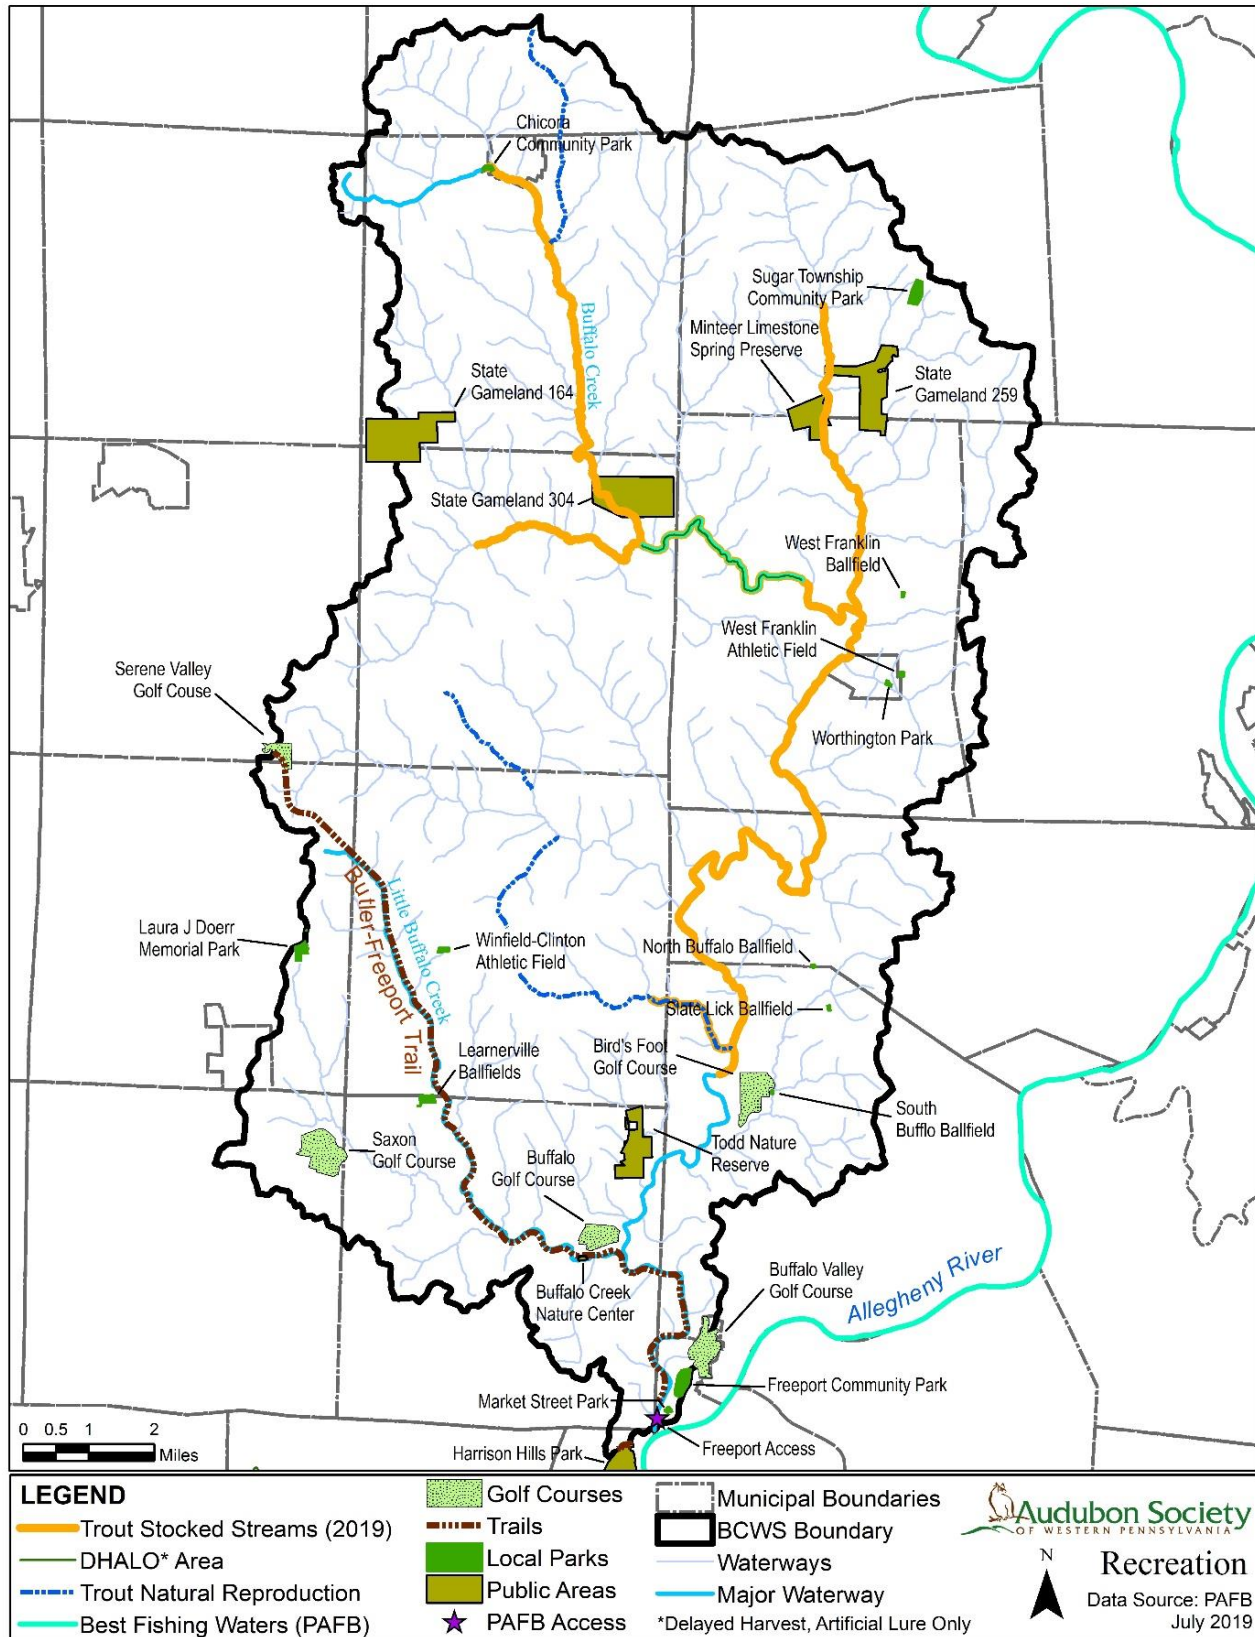 Chicora
Community Park
Sugar Township
Community Park
Buffalo Creek
Minteer Limestone
Spring Preserve
State
Gameland 164
State
Gameland 259
State Gameland 304
West Franklin
Ballfield
West Franklin
Athletic Field
Serene Valley
Golf Couse
Worthington Park
Little Buffalo Creek
Butler-Freeport Trail
Laura J Doerr
Memorial Park
Winfield-Clinton
Athletic Field
North Buffalo Ballfield
Slate Lick Ballfield
Bird's Foot
Golf Course
Learnerville
Ballfields
South
Bufflo Ballfield
Saxon
Golf Course
Todd Nature
Reserve
Buffalo
Golf Course
Buffalo Creek
Nature Center
Buffalo Valley
Golf Course
Allegheny River
Freeport Community Park
Market Street Park
Freeport Access
Harrison Hills Park
0 0.5 1 2
Miles
LEGEND
Trout Stocked Streams (2019)
DHALO* Area
Trout Natural Reproduction
Best Fishing Waters (PAFB)
Golf Courses
Trails
Local Parks
Public Areas
PAFB Access
Municipal Boundaries
BCWS Boundary
Waterways
Major Waterway
*Delayed Harvest, Artificial Lure Only
Audubon Society
OF WESTERN PENNSYLVANIA
N
Recreation
Data Source: PAFB
July 2019